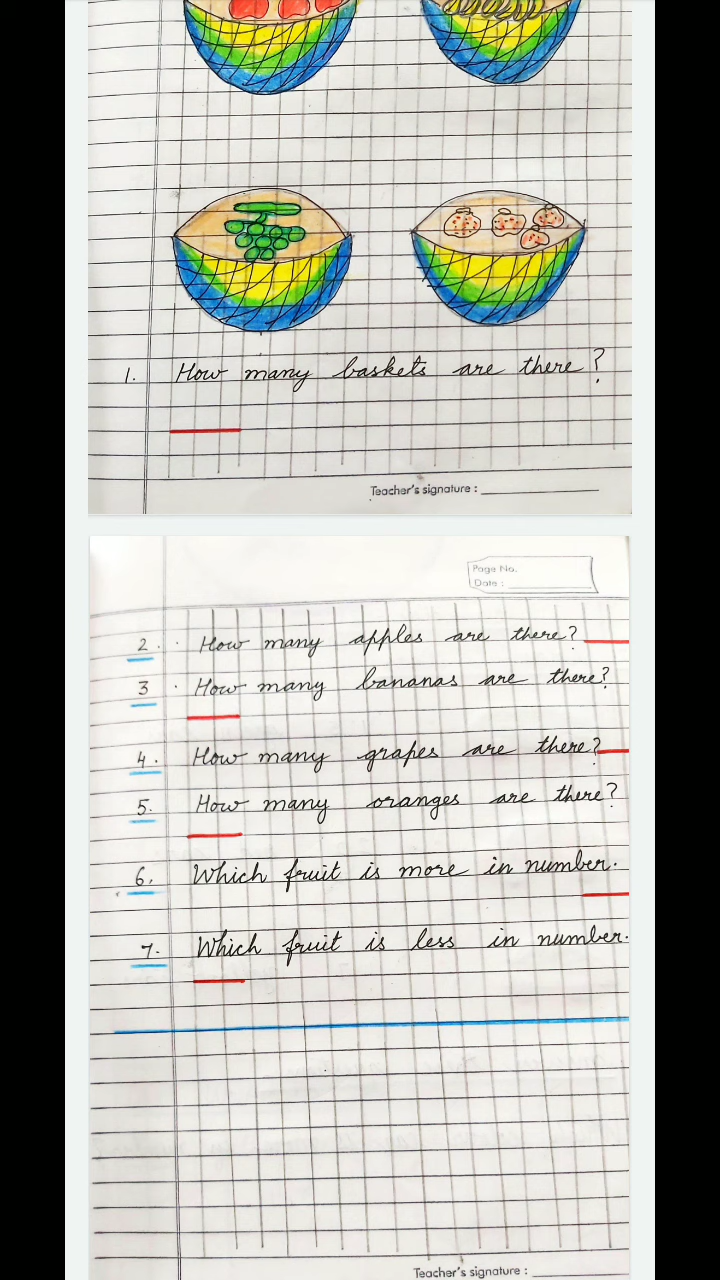 1. How many baskets are there?
Teacher's signature :
Page No.
Date :
2. How many apples are there?
3. How many bananas are there?
4. How many grapes are there?
5. How many oranges are there?
6. Which fruit is more in number.
7. Which fruit is less in number.
Teacher's signature :